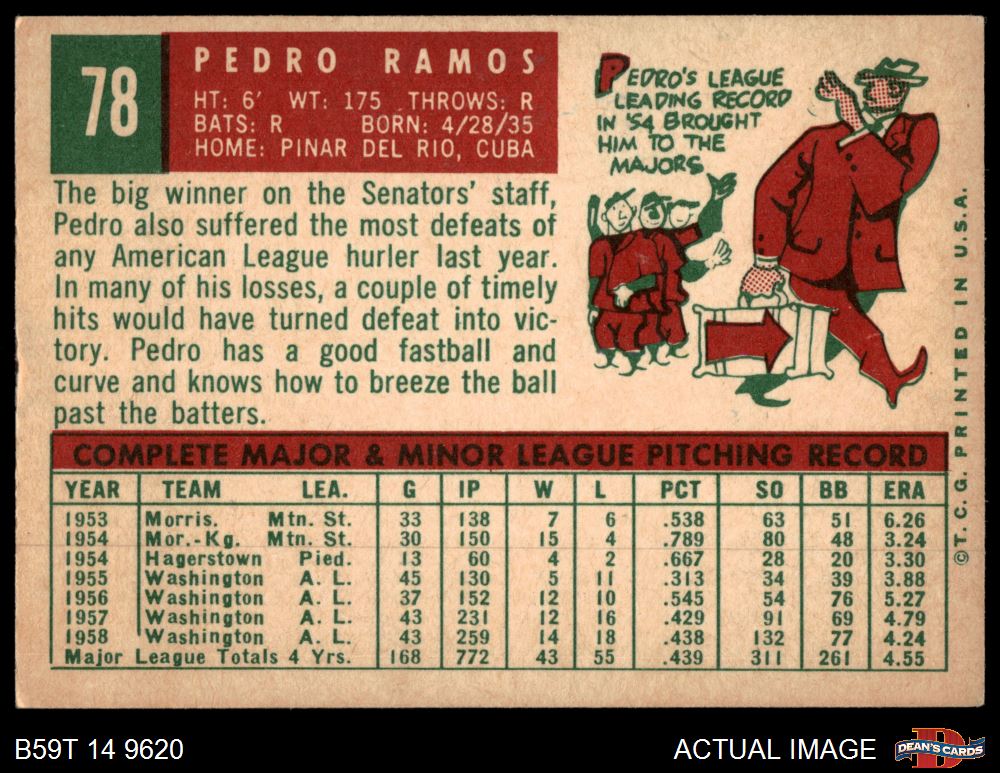 78
PEDRO RAMOS
HT: 6' WT: 175 THROWS: R
BATS: R BORN: 4/28/35
HOME: PINAR DEL RIO, CUBA
PEDRO'S LEAGUE
LEADING RECORD
IN '54 BROUGHT
HIM TO THE
MAJORS
The big winner on the Senators' staff,
Pedro also suffered the most defeats of
any American League hurler last year.
In many of his losses, a couple of timely
hits would have turned defeat into vic-
tory. Pedro has a good fastball and
curve and knows how to breeze the ball
past the batters.
COMPLETE MAJOR & MINOR LEAGUE PITCHING RECORD
YEAR TEAM LEA. G IP W L PCT SO BB ERA
1953 Morris. Mtn. St. 33 138 7 6 .538 63 51 6.26
1954 Mor.-Kg. Mtn. St. 30 150 15 4 .789 80 48 3.24
1954 Hagerstown Pied. 13 60 4 2 .667 28 20 3.30
1955 Washington A. L. 45 130 5 11 .313 34 39 3.88
1956 Washington A. L. 37 152 12 10 .545 54 76 5.27
1957 Washington A. L. 43 231 12 16 .429 91 69 4.79
1958 Washington A. L. 43 259 14 18 .438 132 77 4.24
Major League Totals 4 Yrs. 168 772 43 55 .439 311 261 4.55
©T. C. G. PRINTED IN U.S.A.
B59T 14 9620
ACTUAL IMAGE
D
DEAN'S CARDS